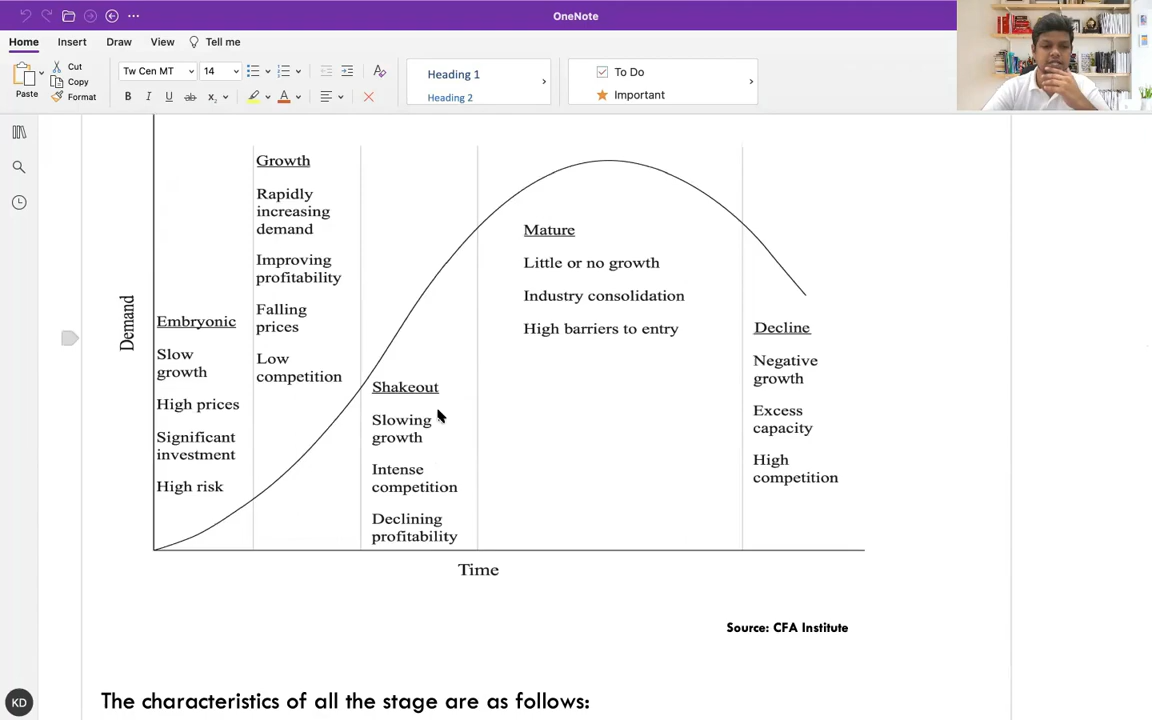 OneNote
Home Insert Draw View Tell me
Paste
Cut
Copy
Format
Tw Cen MT 14
B I U ab x₂ A
Heading 1
Heading 2
To Do
Important
Demand
Embryonic
Slow
growth
High prices
Significant
investment
High risk
Growth
Rapidly
increasing
demand
Improving
profitability
Falling
prices
Low
competition
Shakeout
Slowing
growth
Intense
competition
Declining
profitability
Mature
Little or no growth
Industry consolidation
High barriers to entry
Decline
Negative
growth
Excess
capacity
High
competition
Time
Source: CFA Institute
KD
The characteristics of all the stage are as follows: